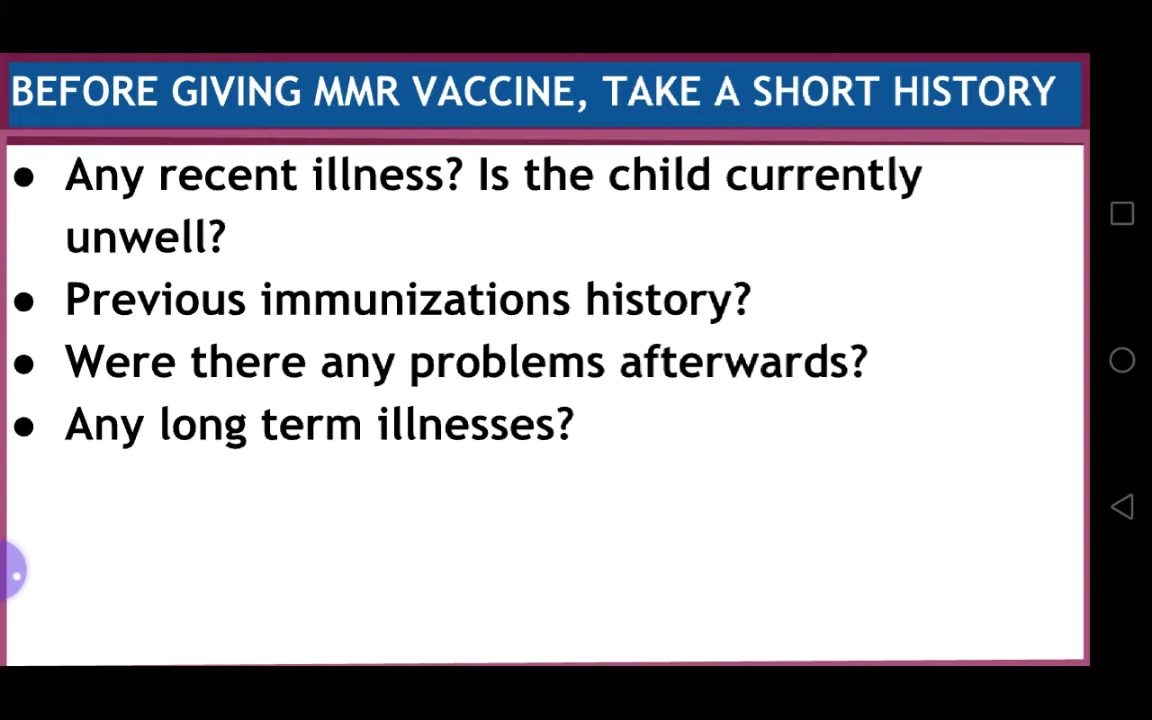 BEFORE GIVING MMR VACCINE, TAKE A SHORT HISTORY
● Any recent illness? Is the child currently
unwell?
● Previous immunizations history?
● Were there any problems afterwards?
● Any long term illnesses?